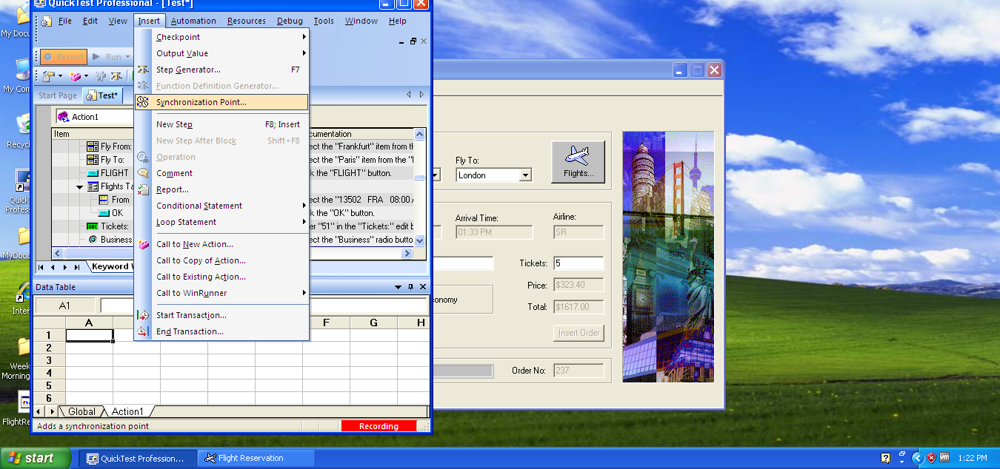 QuickTest Professional - [Test*]
File Edit View Insert Automation Resources Debug Tools Window Help
Record Run
Start Page Test*
Action1
Item
Fly From:
Fly To:
FLIGHT
Flights Ta
From
OK
Tickets:
Business
Checkpoint
Output Value
Step Generator... F7
Function Definition Generator...
Synchronization Point...
New Step F8; Insert
New Step After Block Shift+F8
Operation
Comment
Report...
Conditional Statement
Loop Statement
Call to New Action...
Call to Copy of Action...
Call to Existing Action...
Call to WinRunner
Start Transaction...
End Transaction...
cumentation
ect the "Frankfurt" item from th
ect the "Paris" item from the "
k the "FLIGHT" button.
ect the "13502 FRA 08:00
k the "OK" button.
er "51" in the "Tickets:" edit b
ect the "Business" radio butto
Keyword
Data Table
A1
A F G H
1
2
3
4
5
6
Global Action1
Adds a synchronization point
Recording
Fly To:
London
Flights...
Arrival Time: Airline:
01:33 PM SR
Tickets: 5
Price: $323.40
conomy
Total: $1617.00
Insert Order
Order No: 237
My Docu
My Com
Recyc
Quick
Profess
MyDocu
Inter
Week
Morning
FlightRe
start
QuickTest Profession...
Flight Reservation
vm
1:22 PM